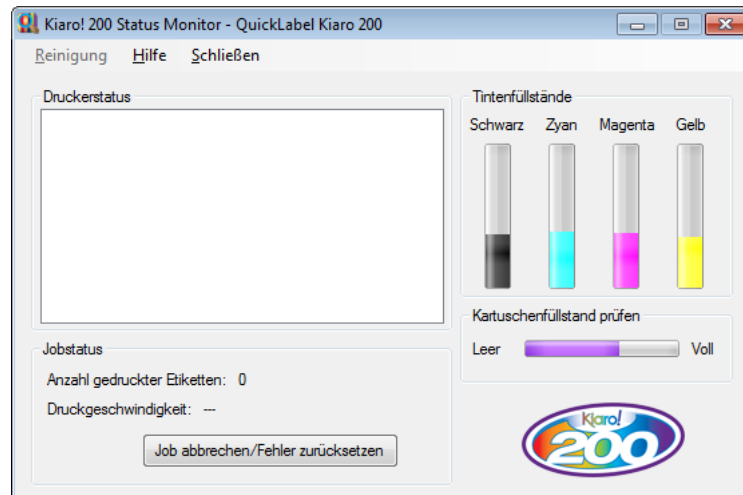 Kiaro! 200 Status Monitor - QuickLabel Kiaro 200
Reinigung Hilfe Schließen
Druckerstatus
Tintenfüllstände
Schwarz Zyan Magenta Gelb
Kartuschenfüllstand prüfen
Leer Voll
Jobstatus
Anzahl gedruckter Etiketten: 0
Druckgeschwindigkeit: ---
Job abbrechen/Fehler zurücksetzen
Kiaro!
200